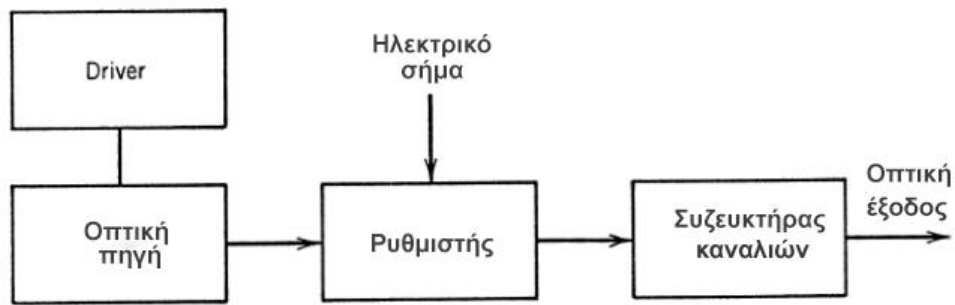 Driver
Ηλεκτρικό
σήμα
Οπτική
πηγή
Ρυθμιστής
Συζευκτήρας
καναλιών
Οπτική
έξοδος